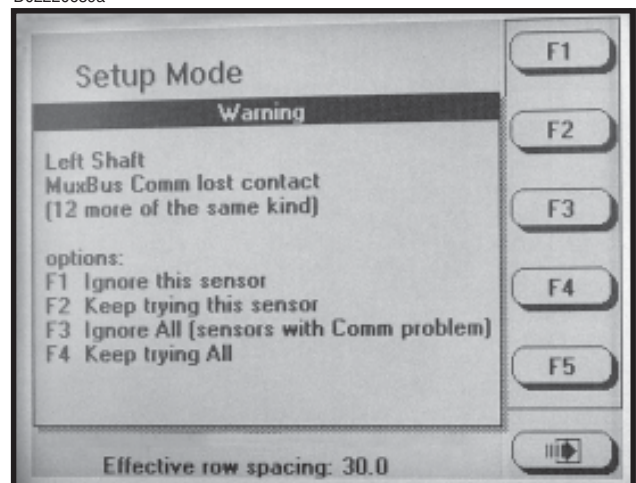 Setup Mode
Warning
Left Shaft
MuxBus Comm lost contact
(12 more of the same kind)
options:
F1 Ignore this sensor
F2 Keep trying this sensor
F3 Ignore All (sensors with Comm problem)
F4 Keep trying All
Effective row spacing: 30.0
F1
F2
F3
F4
F5